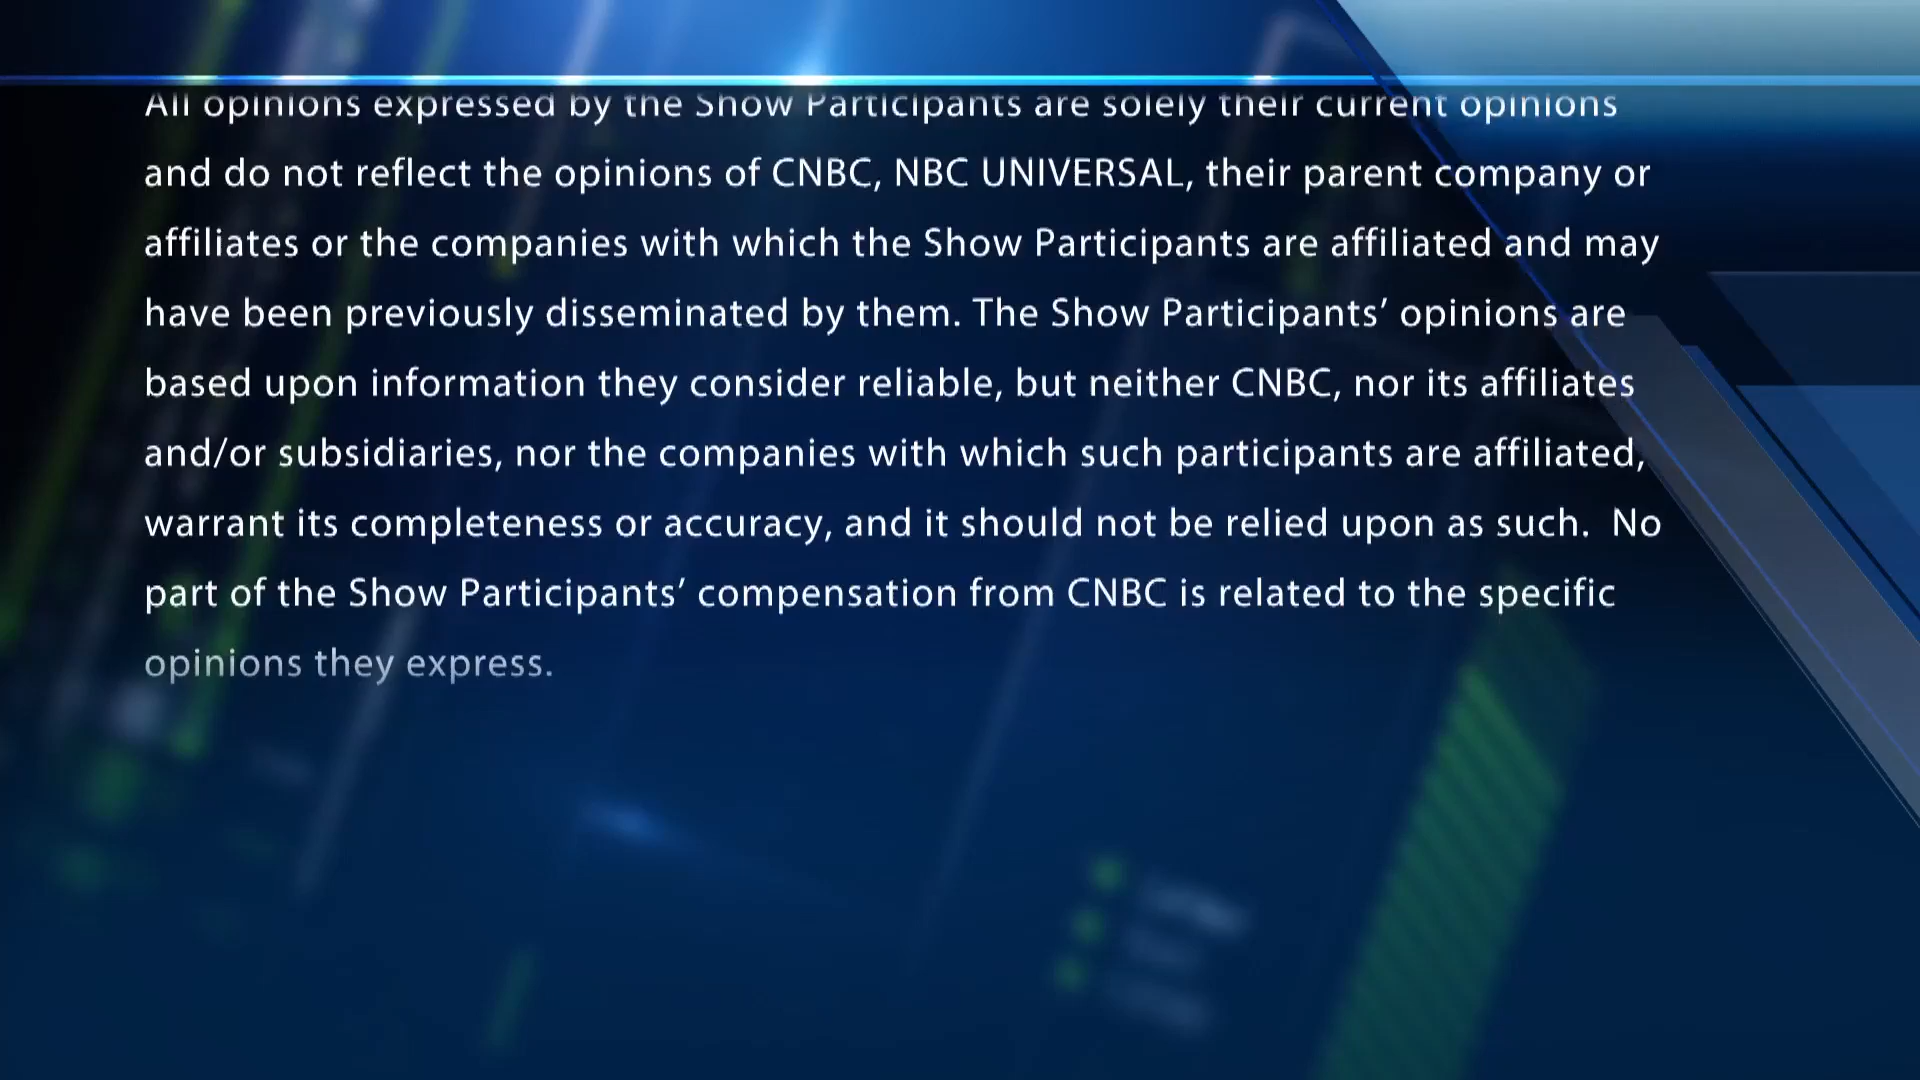 All opinions expressed by the Show Participants are solely their current opinions
and do not reflect the opinions of CNBC, NBC UNIVERSAL, their parent company or
affiliates or the companies with which the Show Participants are affiliated and may
have been previously disseminated by them. The Show Participants’ opinions are
based upon information they consider reliable, but neither CNBC, nor its affiliates
and/or subsidiaries, nor the companies with which such participants are affiliated,
warrant its completeness or accuracy, and it should not be relied upon as such.  No
part of the Show Participants’ compensation from CNBC is related to the specific
opinions they express.